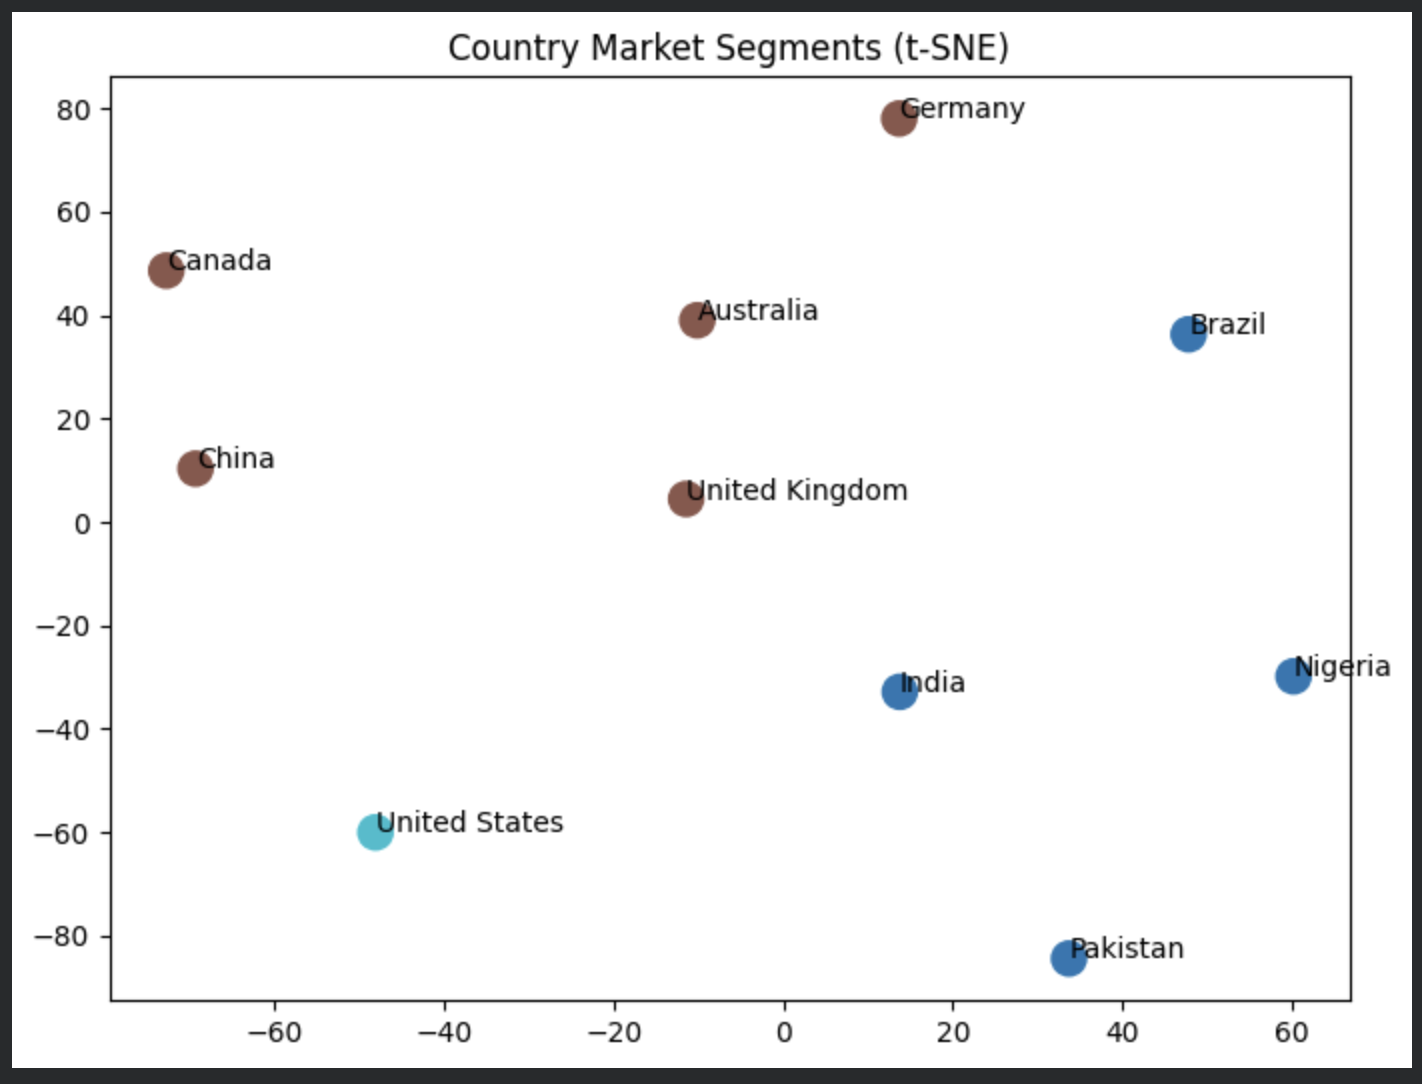 Country Market Segments (t-SNE)
80
Germany
60
Canada
Australia
40
Brazil
20
China
United Kingdom
0
−20
Nigeria
India
−40
United States
−60
−80
Pakistan
−60 −40 −20 0 20 40 60